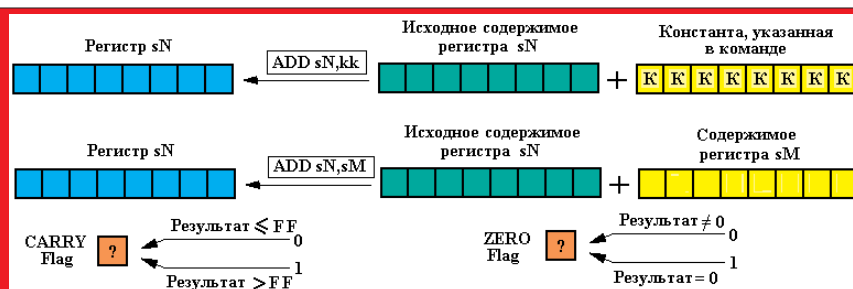 Регистр sN
Исходное содержимое
регистра sN
Константа, указанная
в команде
ADD sN,kk
+
К К К К К К К К
Регистр sN
Исходное содержимое
регистра sN
Содержимое
регистра sM
ADD sN,sM
+
CARRY
Flag
?
Результат ⩽ FF
0
1
Результат > FF
ZERO
Flag
?
Результат ≠ 0
0
1
Результат = 0